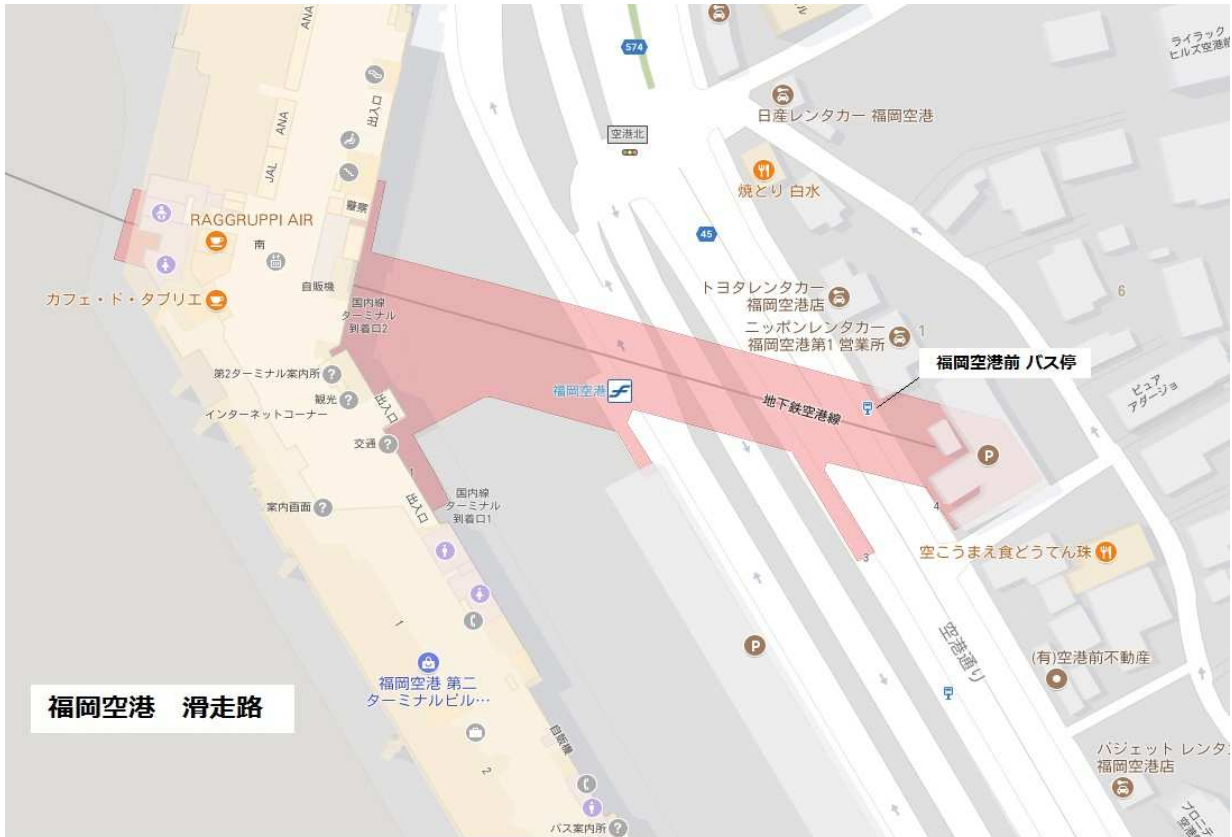 ANA
574
ライラック
ヒルズ空港前
日産レンタカー 福岡空港
空港北
出入口
ANA
JAL
焼とり 白水
警察
RAGGRUPPI AIR
南
45
自販機
カフェ・ド・タブリエ
国内線
ターミナル
到着口2
トヨタレンタカー
福岡空港店
6
ニッポンレンタカー
福岡空港第1 営業所
1
福岡空港前 バス停
第2ターミナル案内所
福岡空港
地下鉄空港線
ピュア
アダージョ
観光
インターネットコーナー
出入口
交通
P
1
国内線
ターミナル
到着口1
案内画面
出入口
4
3
空こうまえ食どうてん珠
1
空港通り
P
(有)空港前不動産
福岡空港 第二
ターミナルビル…
福岡空港 滑走路
自販機
2
バジェット レンタカ
福岡空港店
バス案内所